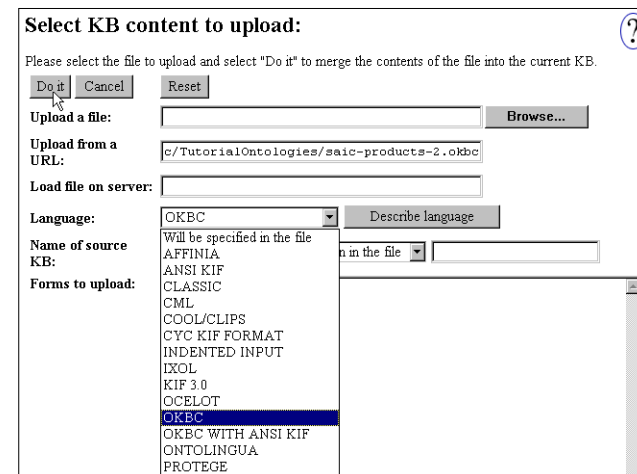 Select KB content to upload:
?
Please select the file to upload and select "Do it" to merge the contents of the file into the current KB.
Do it Cancel Reset
Upload a file: Browse...
Upload from a URL: c/TutorialOntologies/saic-products-2.okbc
Load file on server:
Language: OKBC Describe language
Will be specified in the file
Name of source KB: n in the file
AFFINIA
ANSI KIF
Forms to upload:
CLASSIC
CML
COOL/CLIPS
CYC KIF FORMAT
INDENTED INPUT
IXOL
KIF 3.0
OCELOT
OKBC
OKBC WITH ANSI KIF
ONTOLINGUA
PROTEGE